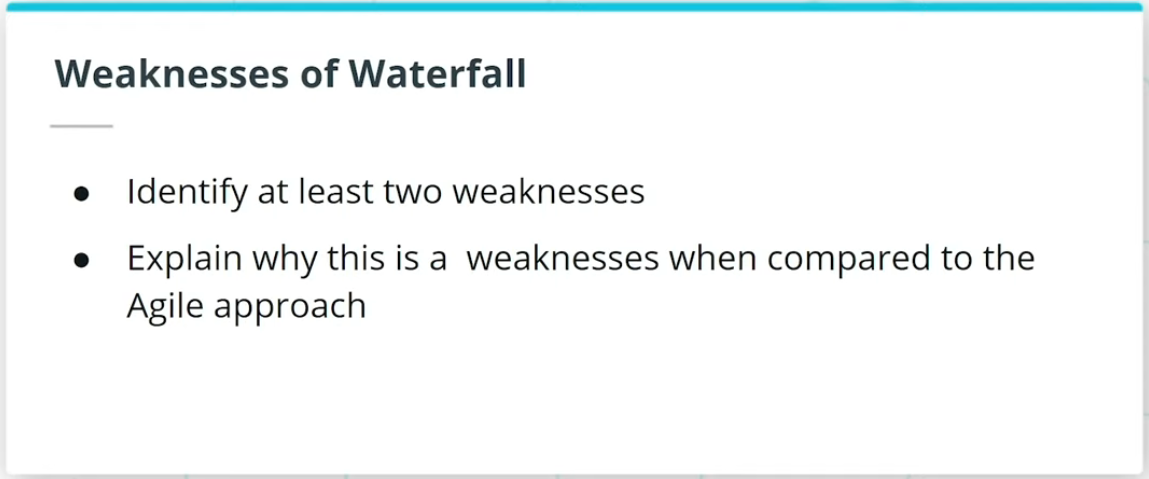 Weaknesses of Waterfall
● Identify at least two weaknesses
● Explain why this is a  weaknesses when compared to the
Agile approach